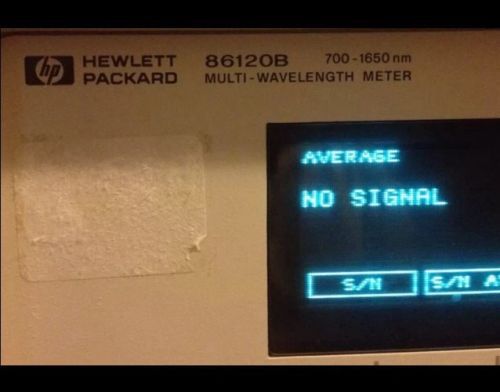 hp HEWLETT PACKARD
86120B 700-1650 nm
MULTI-WAVELENGTH METER
AVERAGE
NO SIGNAL
S/N S/N A